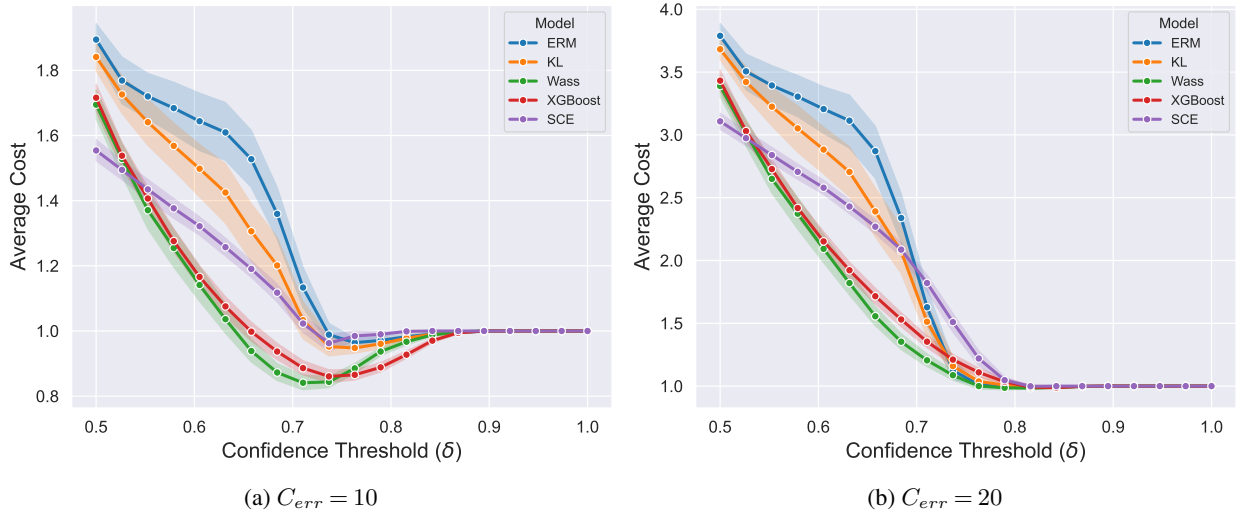 Model
ERM
KL
Wass
XGBoost
SCE
1.8
1.6
1.4
1.2
1.0
0.8
Average Cost
0.5 0.6 0.7 0.8 0.9 1.0
Confidence Threshold (δ)
(a) C_err = 10
Model
ERM
KL
Wass
XGBoost
SCE
4.0
3.5
3.0
2.5
2.0
1.5
1.0
Average Cost
0.5 0.6 0.7 0.8 0.9 1.0
Confidence Threshold (δ)
(b) C_err = 20